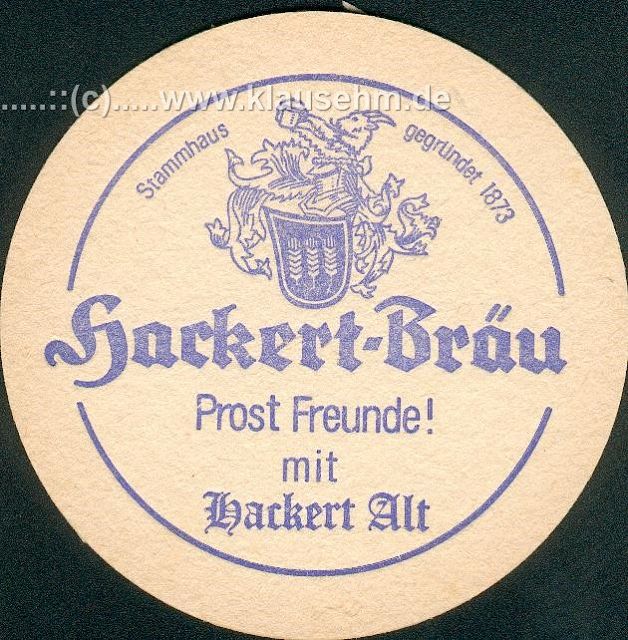 .....::(c).....www.klausehm.de
Stammhaus gegründet 1873
Hackert-Bräu
Prost Freunde!
mit
Hackert Alt